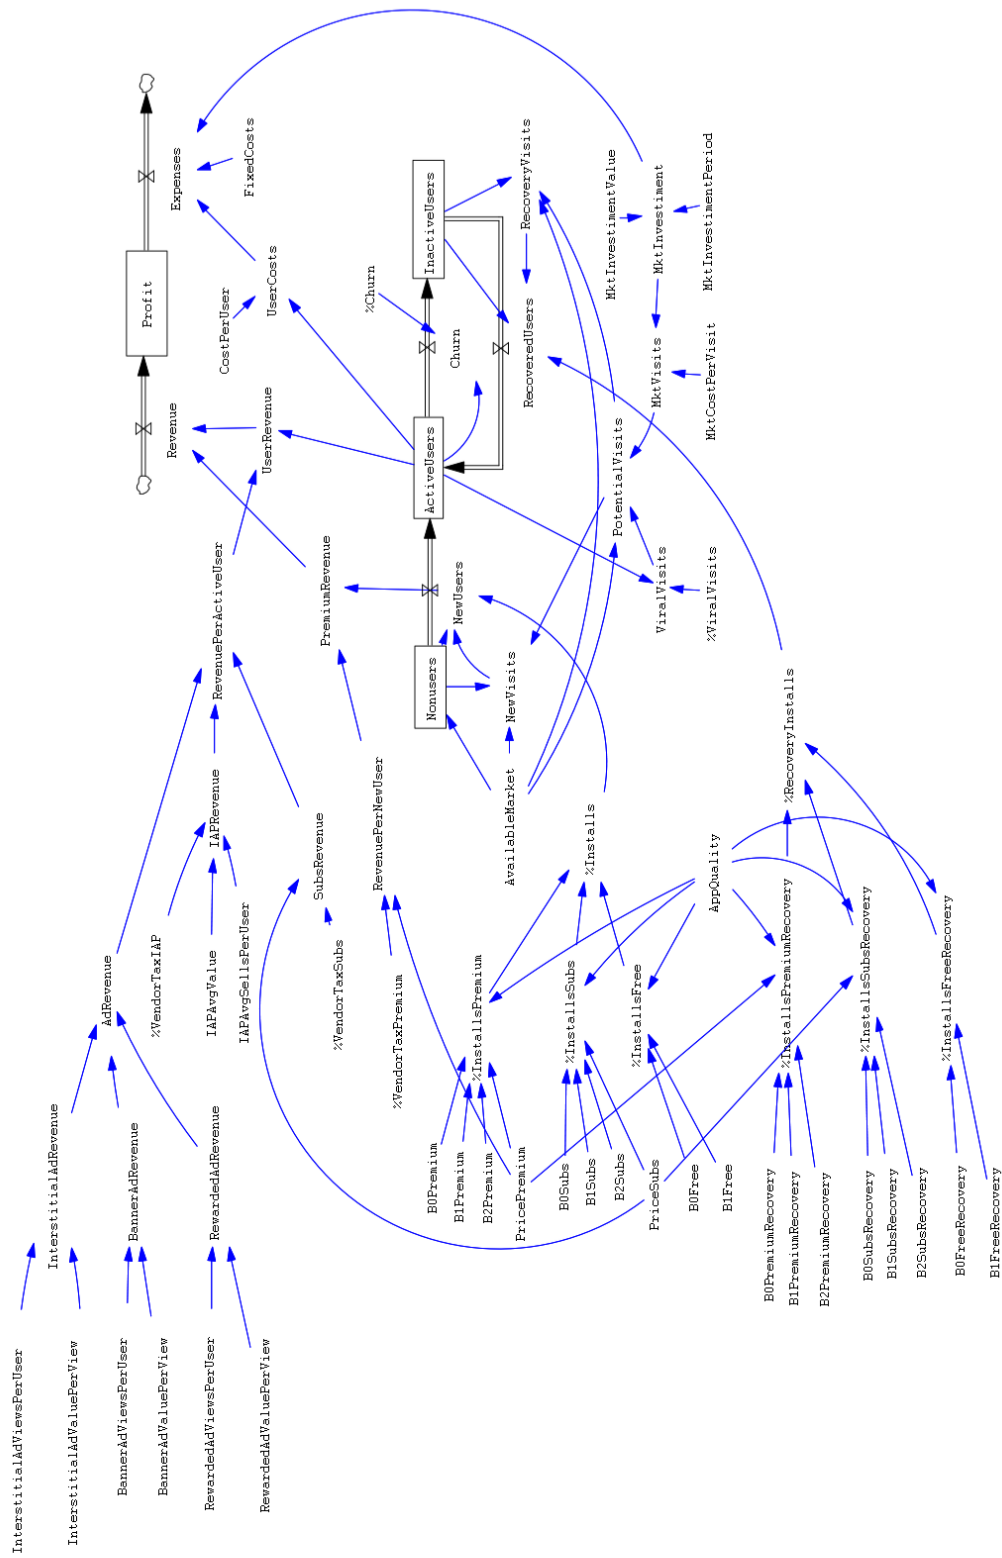 Expenses
FixedCosts
Profit
UserCosts
CostPerUser
Revenue
UserRevenue
%Churn
Churn
InactiveUsers
RecoveryVisits
RecoveredUsers
ActiveUsers
MktInvestimentValue
MktInvestiment
MktInvestimentPeriod
MktVisits
MktCostPerVisit
PotentialVisits
ViralVisits
%ViralVisits
RevenuePerActiveUser
PremiumRevenue
NewUsers
Nonusers
NewVisits
%RecoveryInstalls
IAPRevenue
SubsRevenue
RevenuePerNewUser
AvailableMarket
%Installs
AppQuality
AdRevenue
%VendorTaxIAP
IAPAvgValue
IAPAvgSellsPerUser
%VendorTaxSubs
%VendorTaxPremium
%InstallsPremium
%InstallsSubs
%InstallsFree
%InstallsPremiumRecovery
%InstallsSubsRecovery
%InstallsFreeRecovery
InterstitialAdRevenue
BannerAdRevenue
RewardedAdRevenue
B0Premium
B1Premium
B2Premium
PricePremium
B0Subs
B1Subs
B2Subs
PriceSubs
B0Free
B1Free
B0PremiumRecovery
B1PremiumRecovery
B2PremiumRecovery
B0SubsRecovery
B1SubsRecovery
B2SubsRecovery
B0FreeRecovery
B1FreeRecovery
InterstitialAdViewsPerUser
InterstitialAdValuePerView
BannerAdViewsPerUser
BannerAdValuePerView
RewardedAdViewsPerUser
RewardedAdValuePerView